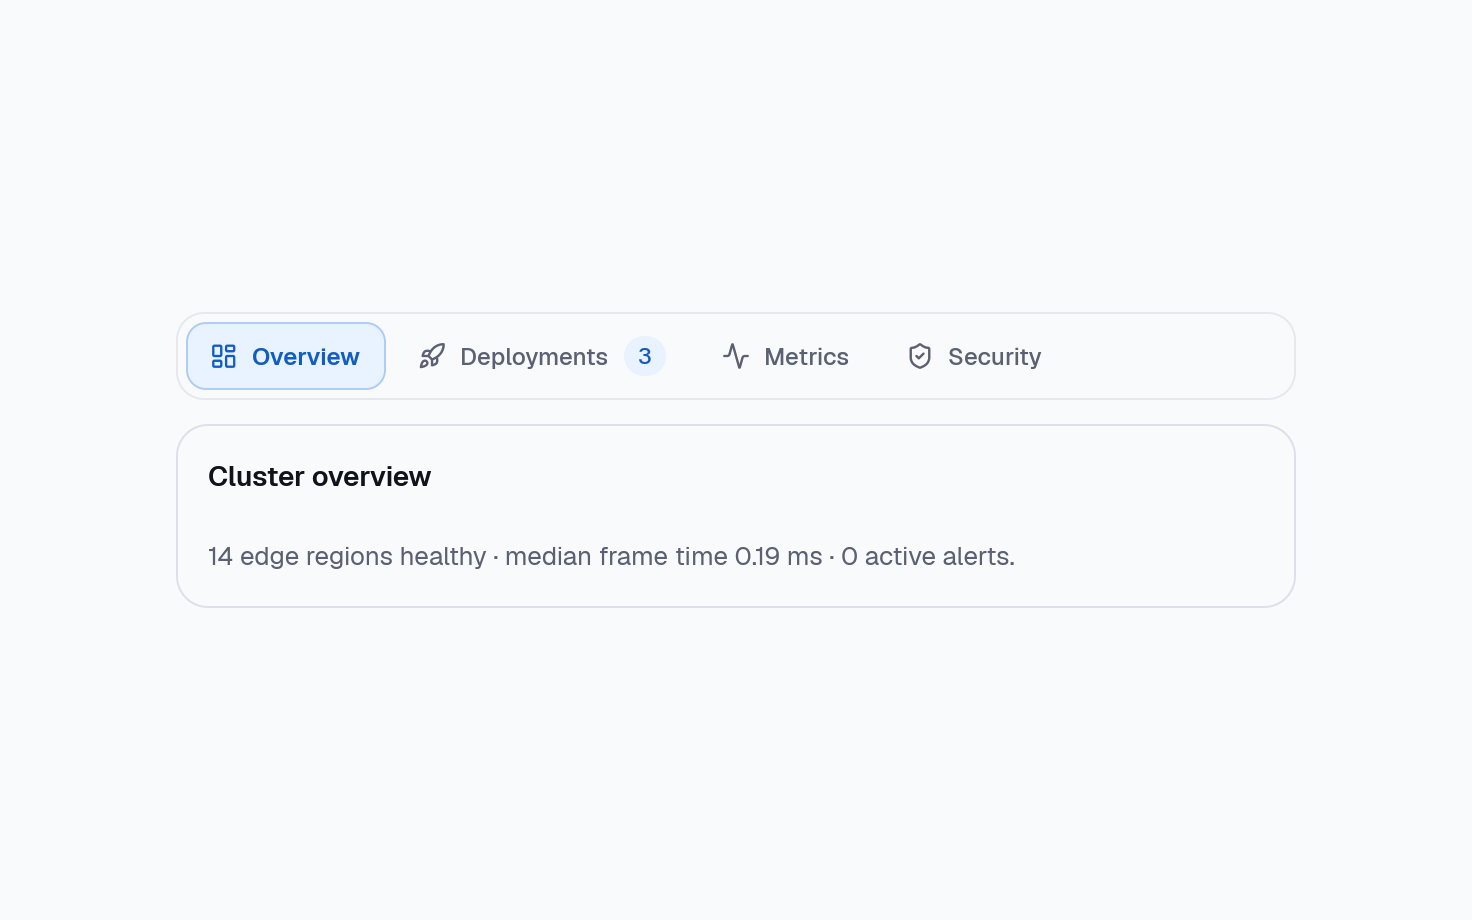 Overview Deployments 3 Metrics Security
Cluster overview
14 edge regions healthy · median frame time 0.19 ms · 0 active alerts.